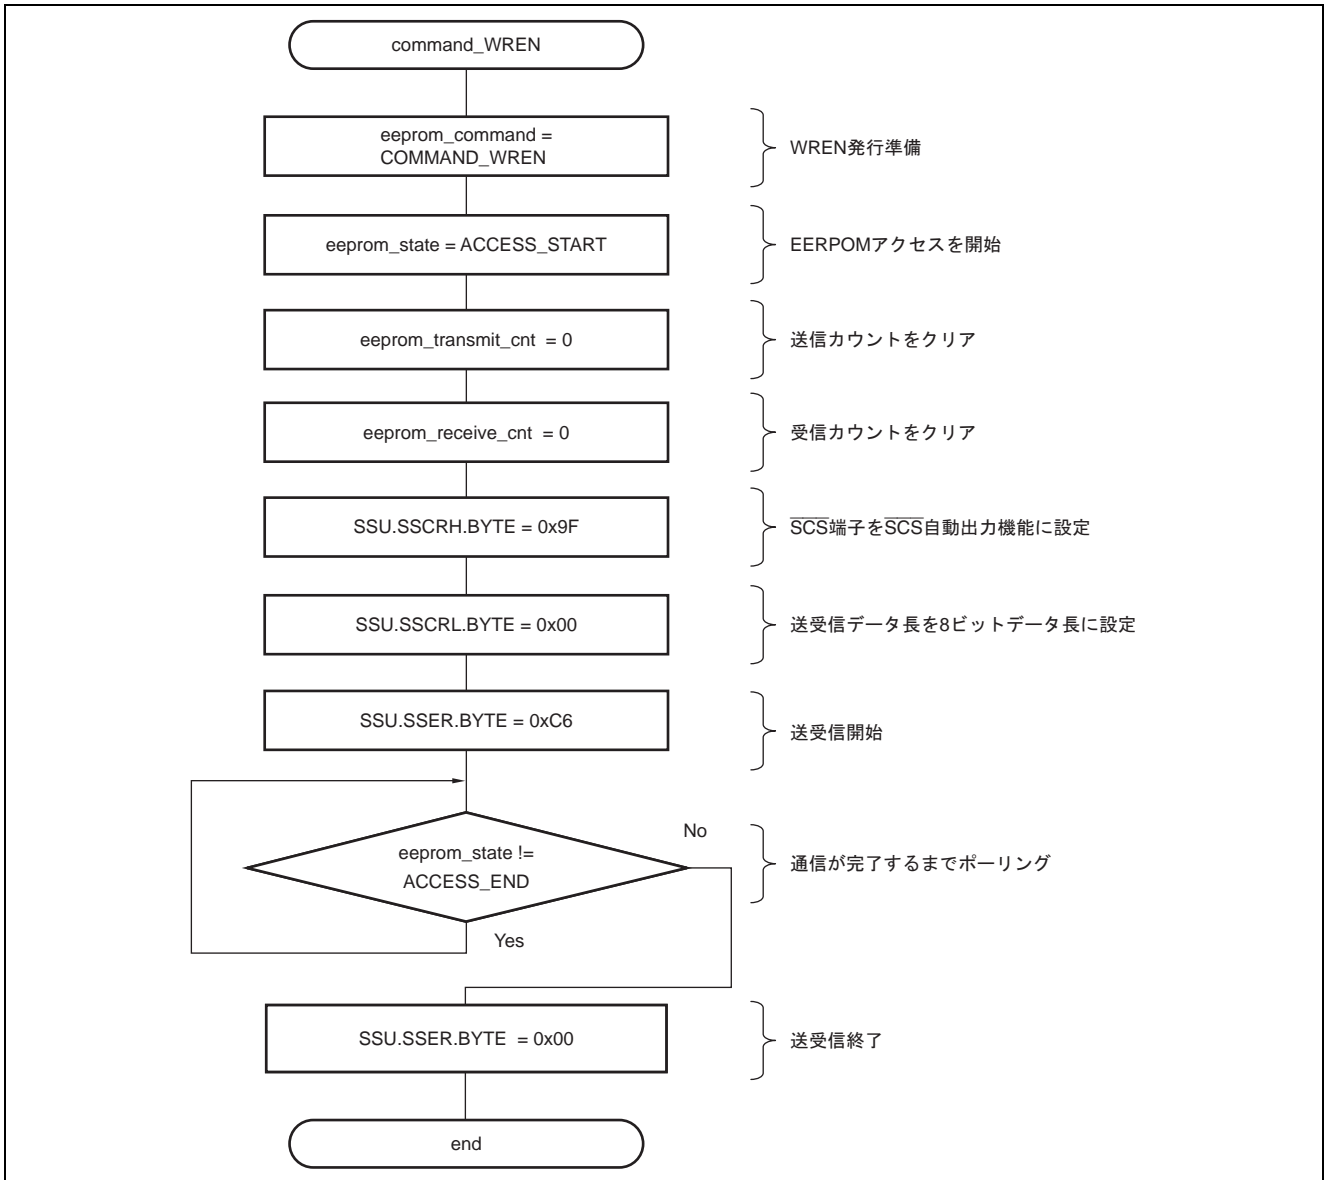 command_WREN
eeprom_command =
COMMAND_WREN
WREN発行準備
eeprom_state = ACCESS_START
EERPOMアクセスを開始
eeprom_transmit_cnt = 0
送信カウントをクリア
eeprom_receive_cnt = 0
受信カウントをクリア
SSU.SSCRH.BYTE = 0x9F
S̅C̅S̅端子をS̅C̅S̅自動出力機能に設定
SSU.SSCRL.BYTE = 0x00
送受信データ長を8ビットデータ長に設定
SSU.SSER.BYTE = 0xC6
送受信開始
No
eeprom_state !=
ACCESS_END
通信が完了するまでポーリング
Yes
SSU.SSER.BYTE = 0x00
送受信終了
end